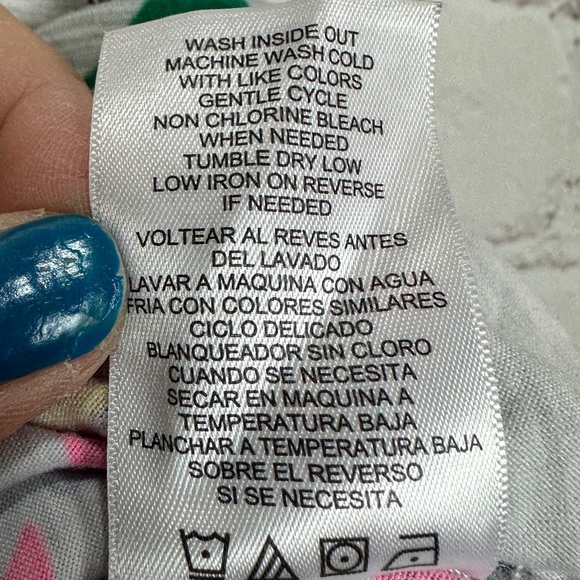 WASH INSIDE OUT
MACHINE WASH COLD
WITH LIKE COLORS
GENTLE CYCLE
NON CHLORINE BLEACH
WHEN NEEDED
TUMBLE DRY LOW
LOW IRON ON REVERSE
IF NEEDED
VOLTEAR AL REVES ANTES
DEL LAVADO
LAVAR A MAQUINA CON AGUA
FRIA CON COLORES SIMILARES
CICLO DELICADO
BLANQUEADOR SIN CLORO
CUANDO SE NECESITA
SECAR EN MAQUINA A
TEMPERATURA BAJA
PLANCHAR A TEMPERATURA BAJA
SOBRE EL REVERSO
SI SE NECESITA